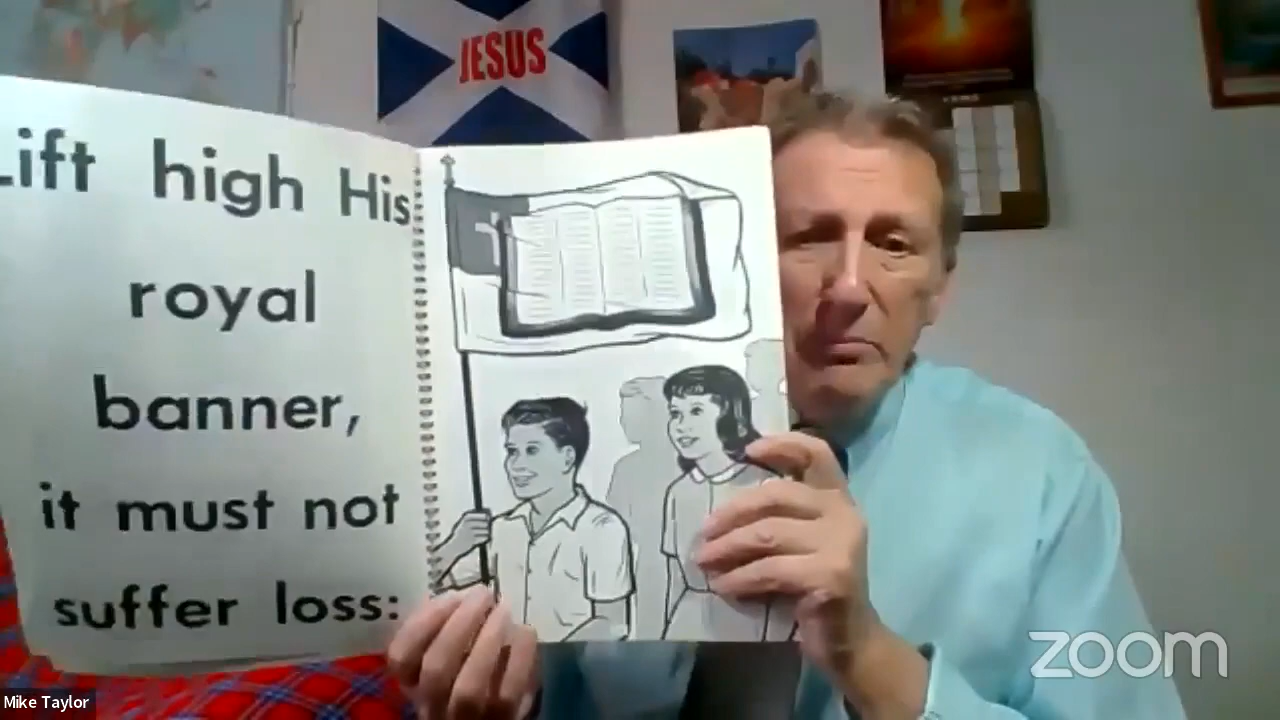 JESUS
Lift high His
royal
banner,
it must not
suffer loss:
zoom
Mike Taylor